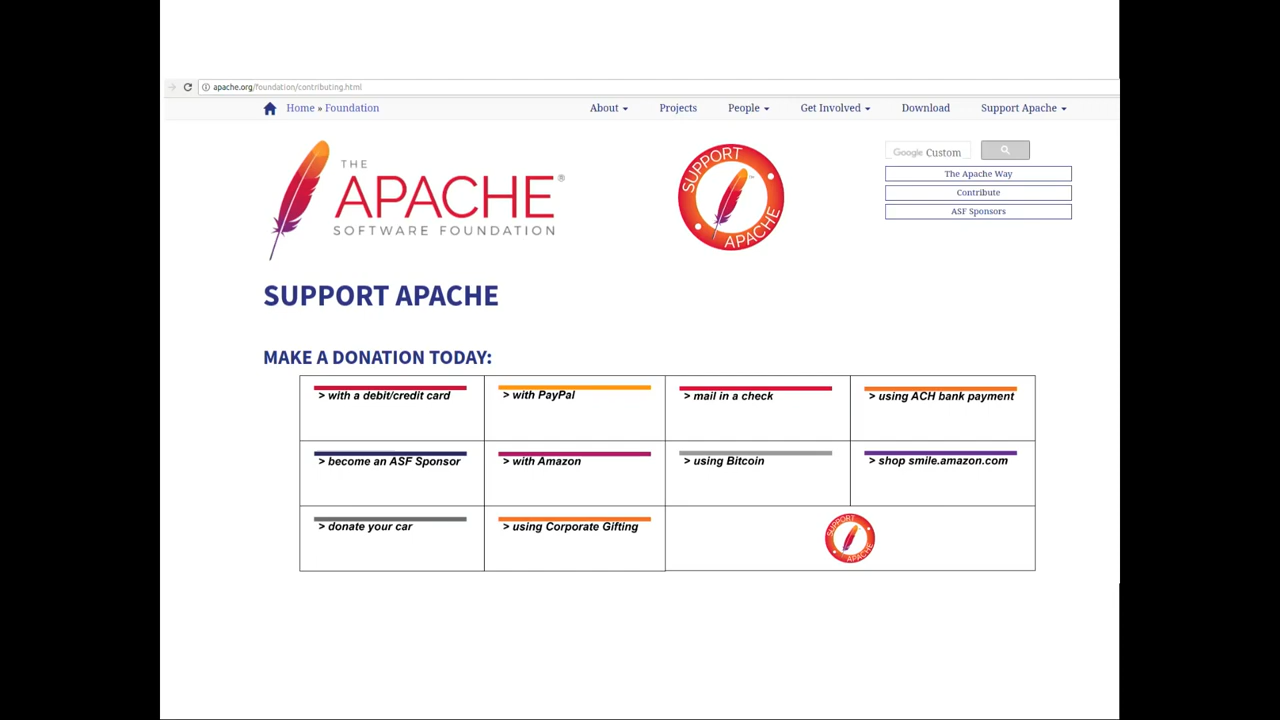 apache.org/foundation/contributing.html
Home » Foundation
About
Projects
People
Get Involved
Download
Support Apache
THE
APACHE®
SOFTWARE FOUNDATION
SUPPORT
APACHE
™
Google Custom
The Apache Way
Contribute
ASF Sponsors
SUPPORT APACHE
MAKE A DONATION TODAY:
> with a debit/credit card
> with PayPal
> mail in a check
> using ACH bank payment
> become an ASF Sponsor
> with Amazon
> using Bitcoin
> shop smile.amazon.com
> donate your car
> using Corporate Gifting
SUPPORT
APACHE